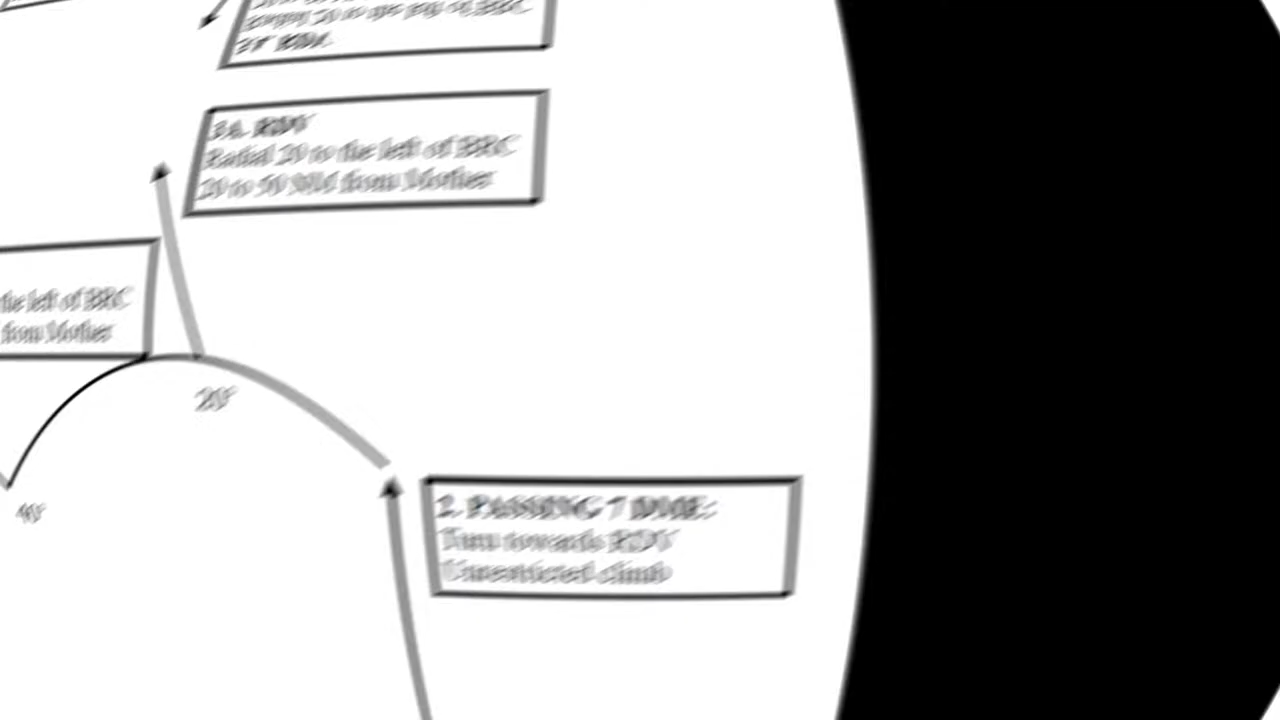 3A. RDV
Radial 20 to the left of BRC
20 to 50 NM from Mother
the left of BRC
from Mother
20°
40°
2. PASSING 7 DME:
Turn towards RDV
Unrestricted climb